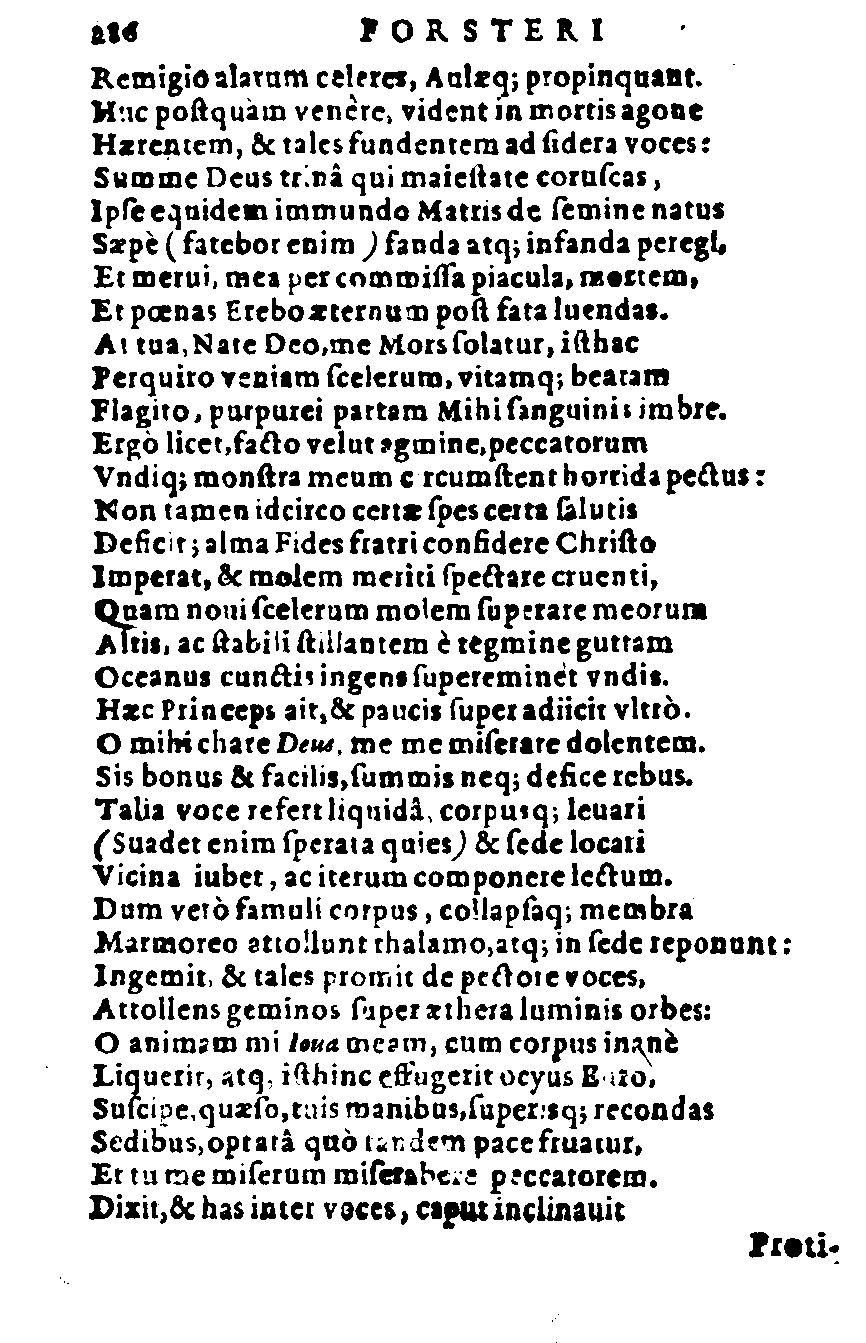 286 FORSTERI
Remigio alarum celeres, Aulæq; propinquant.
Huc poſtquàm venère, vident in mortis agone
Hærentem, & tales fundentem ad ſidera voces:
Summe Deus trinâ qui maieſtate coruſcas,
Ipſe equidem immundo Matris de ſemine natus
Sæpè (fatebor enim) fanda atq; infanda peregi,
Et merui, mea per commiſſa piacula, mortem,
Et pœnas Erebo æternum poſt fata luendas.
At tua, Nate Deo, me Mors ſolatur, iſthac
Perquiro veniam ſcelerum, vitamq; beatam
Flagito, purpurei partam Mihi ſanguinis imbre.
Ergò licet, facto velut agmine, peccatorum
Vndiq; monſtra meum circumſtent horrida pectus:
Non tamen idcirco certæ ſpes certa ſalutis
Deficit; alma Fides fratri confidere Chriſto
Imperat, & molem meriti ſpectare cruenti,
Quam noui ſcelerum molem ſuperare meorum
Altis, ac ſtabili ſtillantem è tegmine guttam
Oceanus cunctis ingens ſupereminet vndis.
Hæc Princeps ait, & paucis ſuper adiicit vltrò.
O mihi chare Deus, me me miſerare dolentem.
Sis bonus & facilis, ſummis neq; defice rebus.
Talia voce refert liquidâ, corpusq; leuari
(Suadet enim ſperata quies) & ſede locari
Vicina iubet, ac iterum componere lectum.
Dum verò famuli corpus, collapſaq; membra
Marmoreo attollunt thalamo, atq; in ſede reponunt:
Ingemit, & tales promit de pectore voces,
Attollens geminos ſuper æthera luminis orbes:
O animam mi Ioua meam, cum corpus inanè
Liquerit, atq, iſthinc effugerit ocyus Euro,
Suſcipe, quæſo, tuis manibus, ſuperisq; recondas
Sedibus, optatâ quò tandem pace fruatur,
Et tu me miſerum miſerabere peccatorem.
Dixit, & has inter voces, caput inclinauit
Proti-